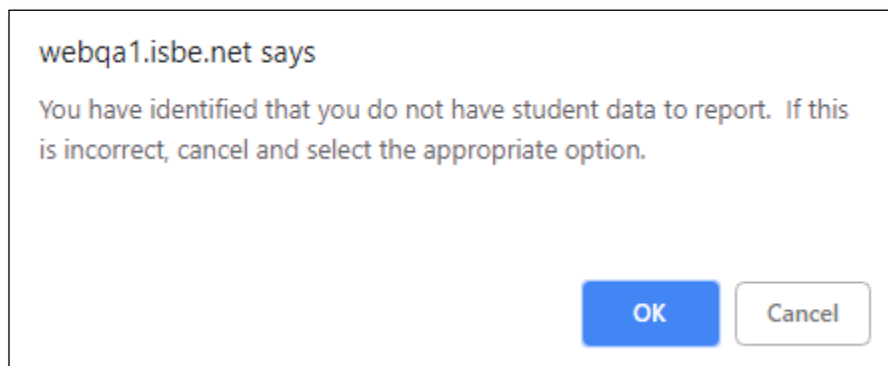 webqa1.isbe.net says
You have identified that you do not have student data to report.  If this
is incorrect, cancel and select the appropriate option.
OK
Cancel